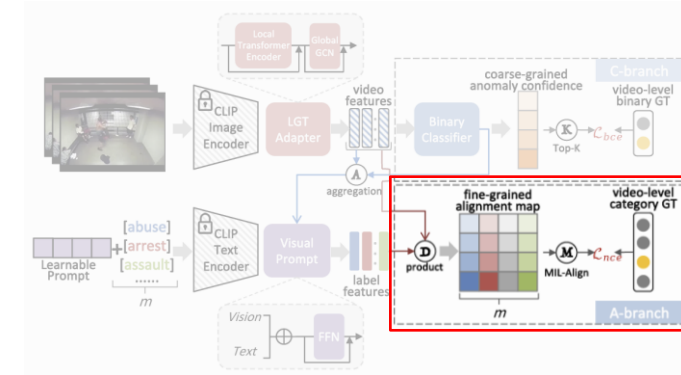 Local
Transformer
Encoder
Global
GCN
C-branch
coarse-grained
anomaly confidence
video-level
binary GT
video
features
CLIP
Image
Encoder
LGT
Adapter
Binary
Classifier
K
Top-K
ℒbce
A
aggregation
fine-grained
alignment map
video-level
category GT
[abuse]
[arrest]
[assault]
......
m
+
Learnable
Prompt
CLIP
Text
Encoder
Visual
Prompt
label
features
D
product
M
MIL-Align
ℒnce
m
A-branch
Vision
Text
FFN